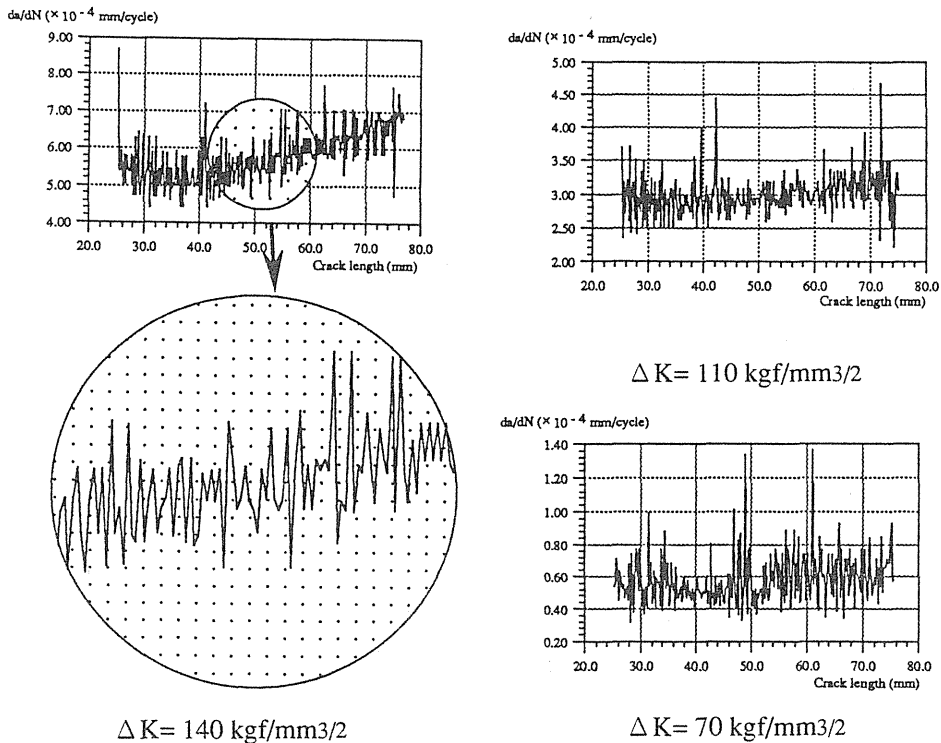 da/dN (× 10 -4 mm/cycle)
9.00
8.00
7.00
6.00
5.00
4.00
20.0 30.0 40.0 50.0 60.0 70.0 80.0
Crack length (mm)
Δ K= 140 kgf/mm3/2
da/dN (× 10 -4 mm/cycle)
5.00
4.50
4.00
3.50
3.00
2.50
2.00
20.0 30.0 40.0 50.0 60.0 70.0 80.0
Crack length (mm)
Δ K= 110 kgf/mm3/2
da/dN (× 10 -4 mm/cycle)
1.40
1.20
1.00
0.80
0.60
0.40
0.20
20.0 30.0 40.0 50.0 60.0 70.0 80.0
Crack length (mm)
Δ K= 70 kgf/mm3/2